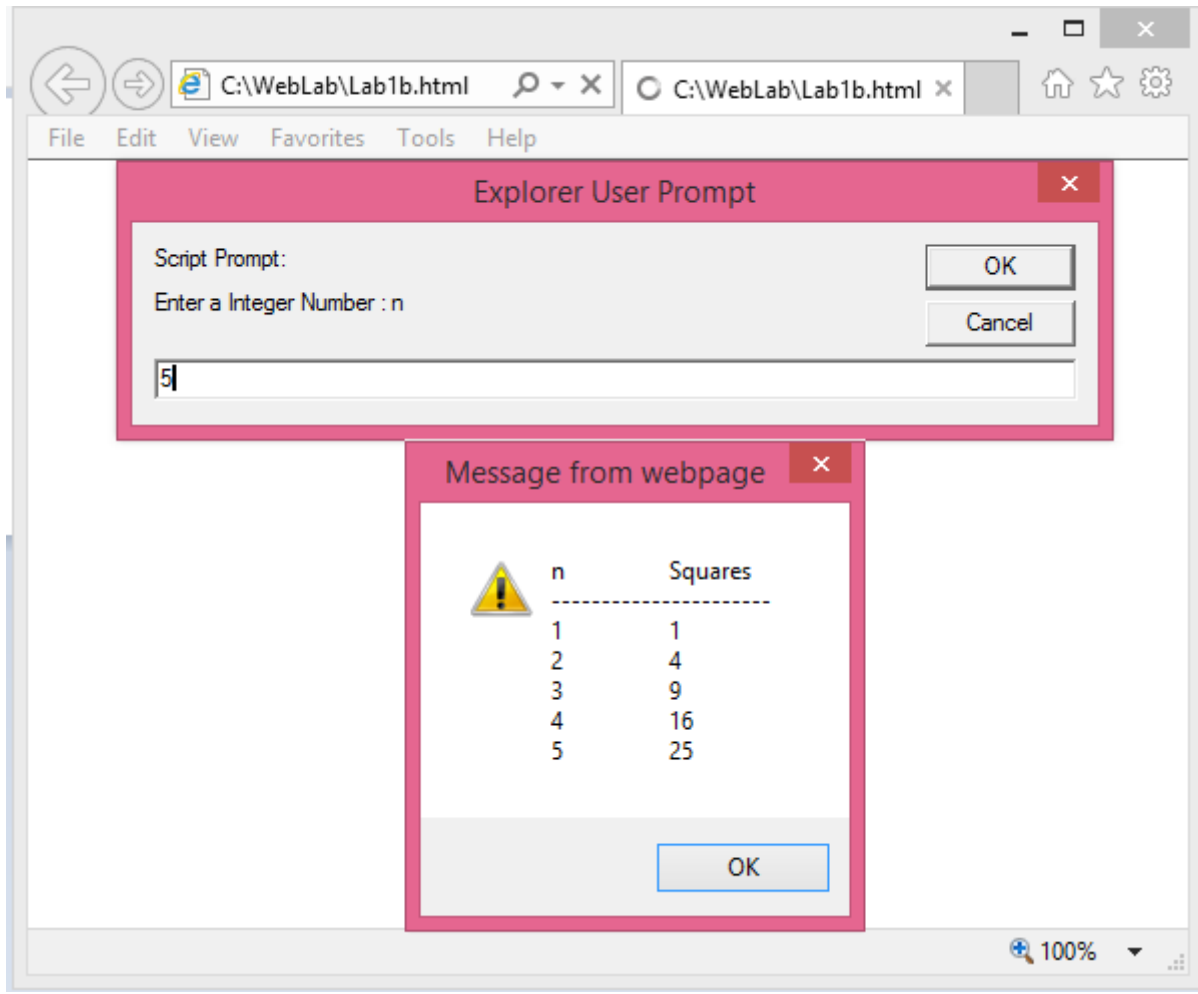 C:\WebLab\Lab1b.html
C:\WebLab\Lab1b.html
File Edit View Favorites Tools Help
Explorer User Prompt
Script Prompt:
OK
Enter a Integer Number : n
Cancel
5
Message from webpage
n Squares
----------------------
1 1
2 4
3 9
4 16
5 25
OK
100%